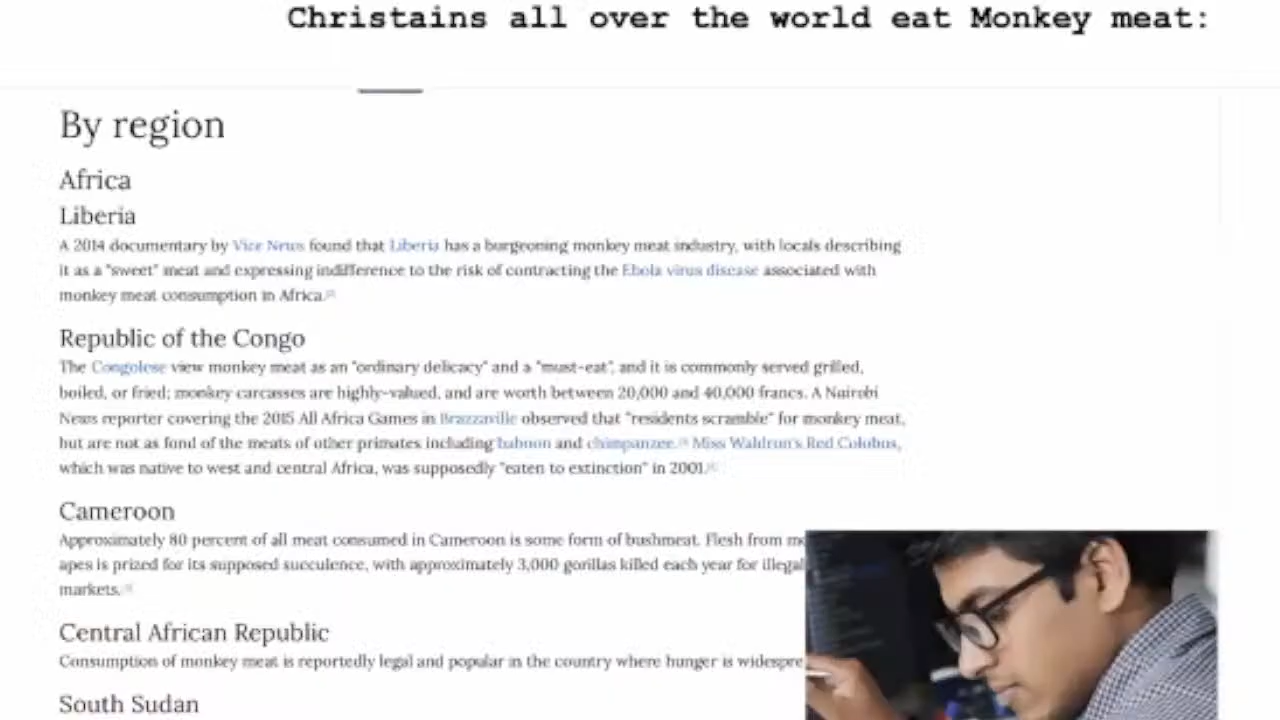 Christains all over the world eat Monkey meat:
By region
Africa
Liberia
A 2014 documentary by Vice News found that Liberia has a burgeoning monkey meat industry, with locals describing
it as a "sweet" meat and expressing indifference to the risk of contracting the Ebola virus disease associated with
monkey meat consumption in Africa.
Republic of the Congo
The Congolese view monkey meat as an "ordinary delicacy" and a "must-eat", and it is commonly served grilled,
boiled, or fried; monkey carcasses are highly-valued, and are worth between 20,000 and 40,000 francs. A Nairobi
News reporter covering the 2015 All Africa Games in Brazzaville observed that "residents scramble" for monkey meat,
but are not as fond of the meats of other primates including baboon and chimpanzee. Miss Waldron's Red Colobus,
which was native to west and central Africa, was supposedly "eaten to extinction" in 2001.
Cameroon
Approximately 80 percent of all meat consumed in Cameroon is some form of bushmeat. Flesh from
apes is prized for its supposed succulence, with approximately 3,000 gorillas killed each year for illegal
markets.
Central African Republic
Consumption of monkey meat is reportedly legal and popular in the country where hunger is widespre
South Sudan